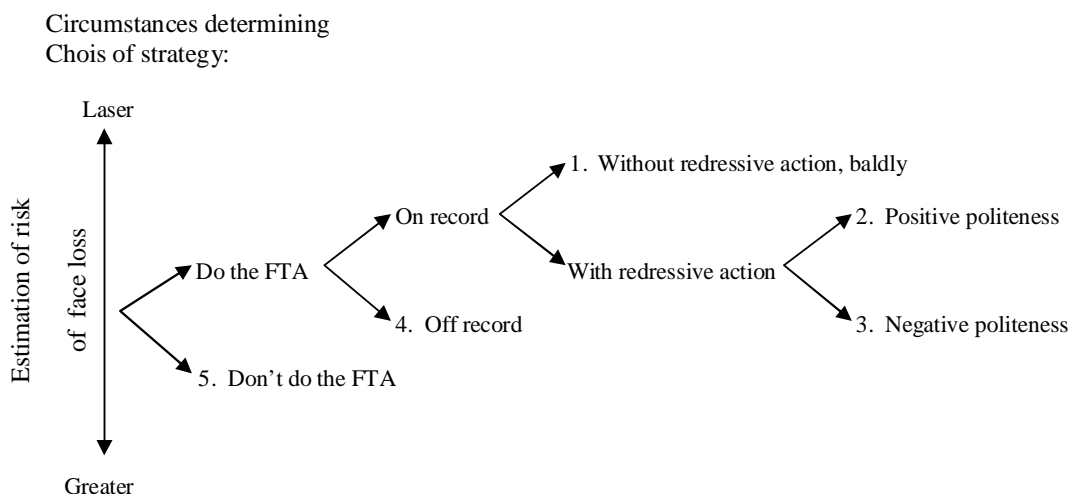 Circumstances determining
Chois of strategy:
Laser
Estimation of risk
of face loss
Greater
1. Without redressive action, baldly
On record
2. Positive politeness
Do the FTA
With redressive action
4. Off record
3. Negative politeness
5. Don't do the FTA